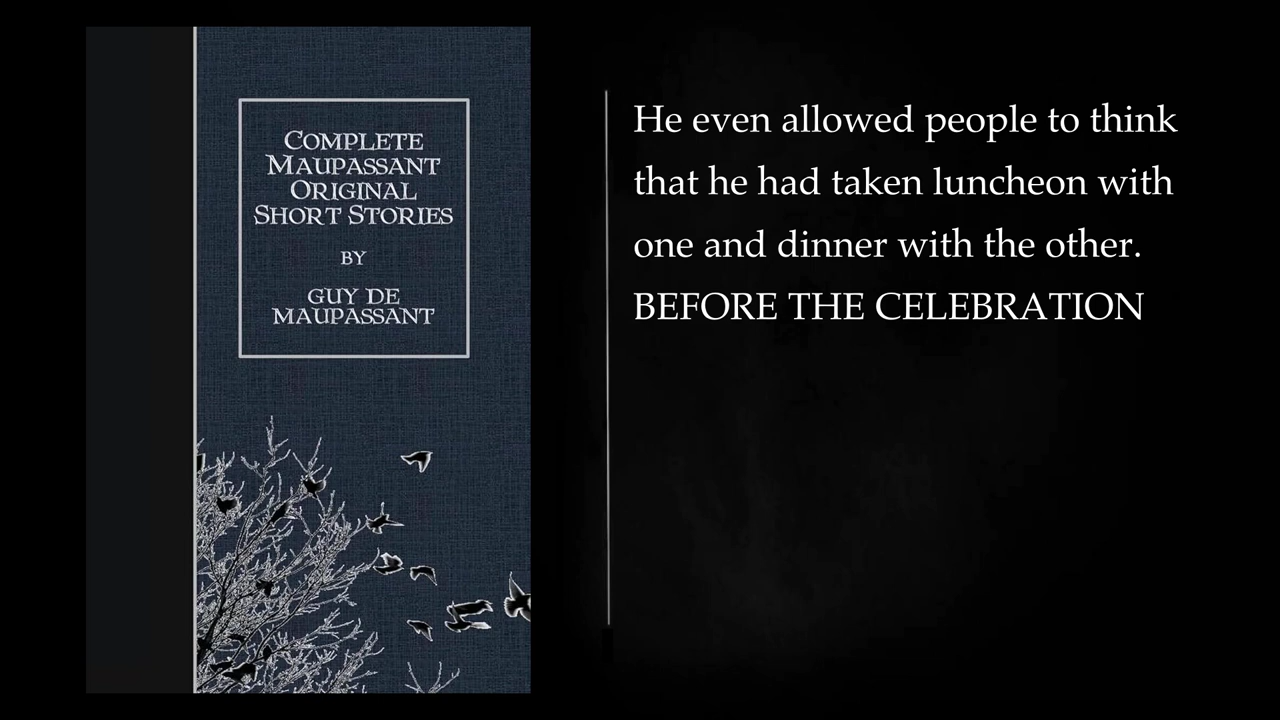 COMPLETE
MAUPASSANT
ORIGINAL
SHORT STORIES
BY
GUY DE
MAUPASSANT
He even allowed people to think
that he had taken luncheon with
one and dinner with the other.
BEFORE THE CELEBRATION